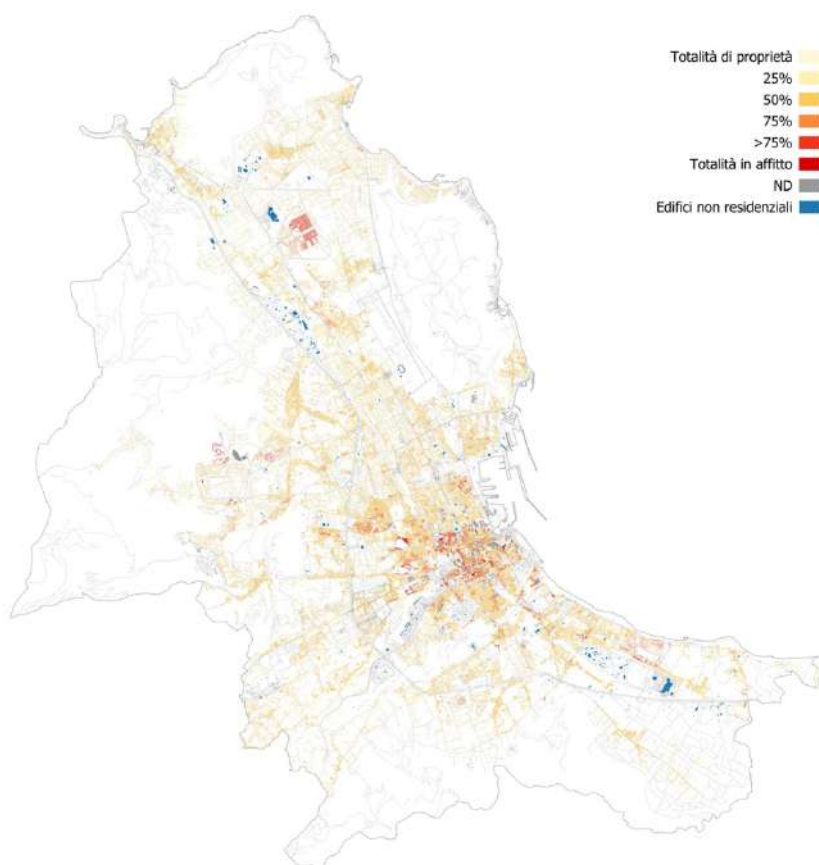 Totalità di proprietà
25%
50%
75%
>75%
Totalità in affitto
ND
Edifici non residenziali